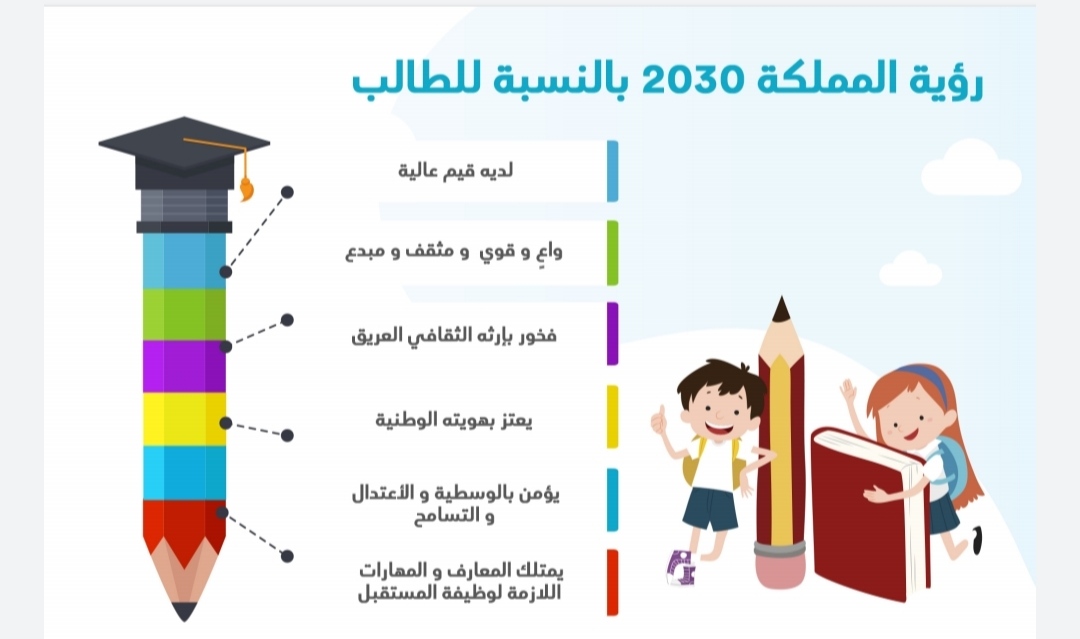 رؤية المملكة 2030 بالنسبة للطالب
لديه قيم عالية
واعٍ و قوي و مثقف و مبدع
فخور بإرثه الثقافي العريق
يعتز بهويته الوطنية
يؤمن بالوسطية و الأعتدال
و التسامح
يمتلك المعارف و المهارات
اللازمة لوظيفة المستقبل